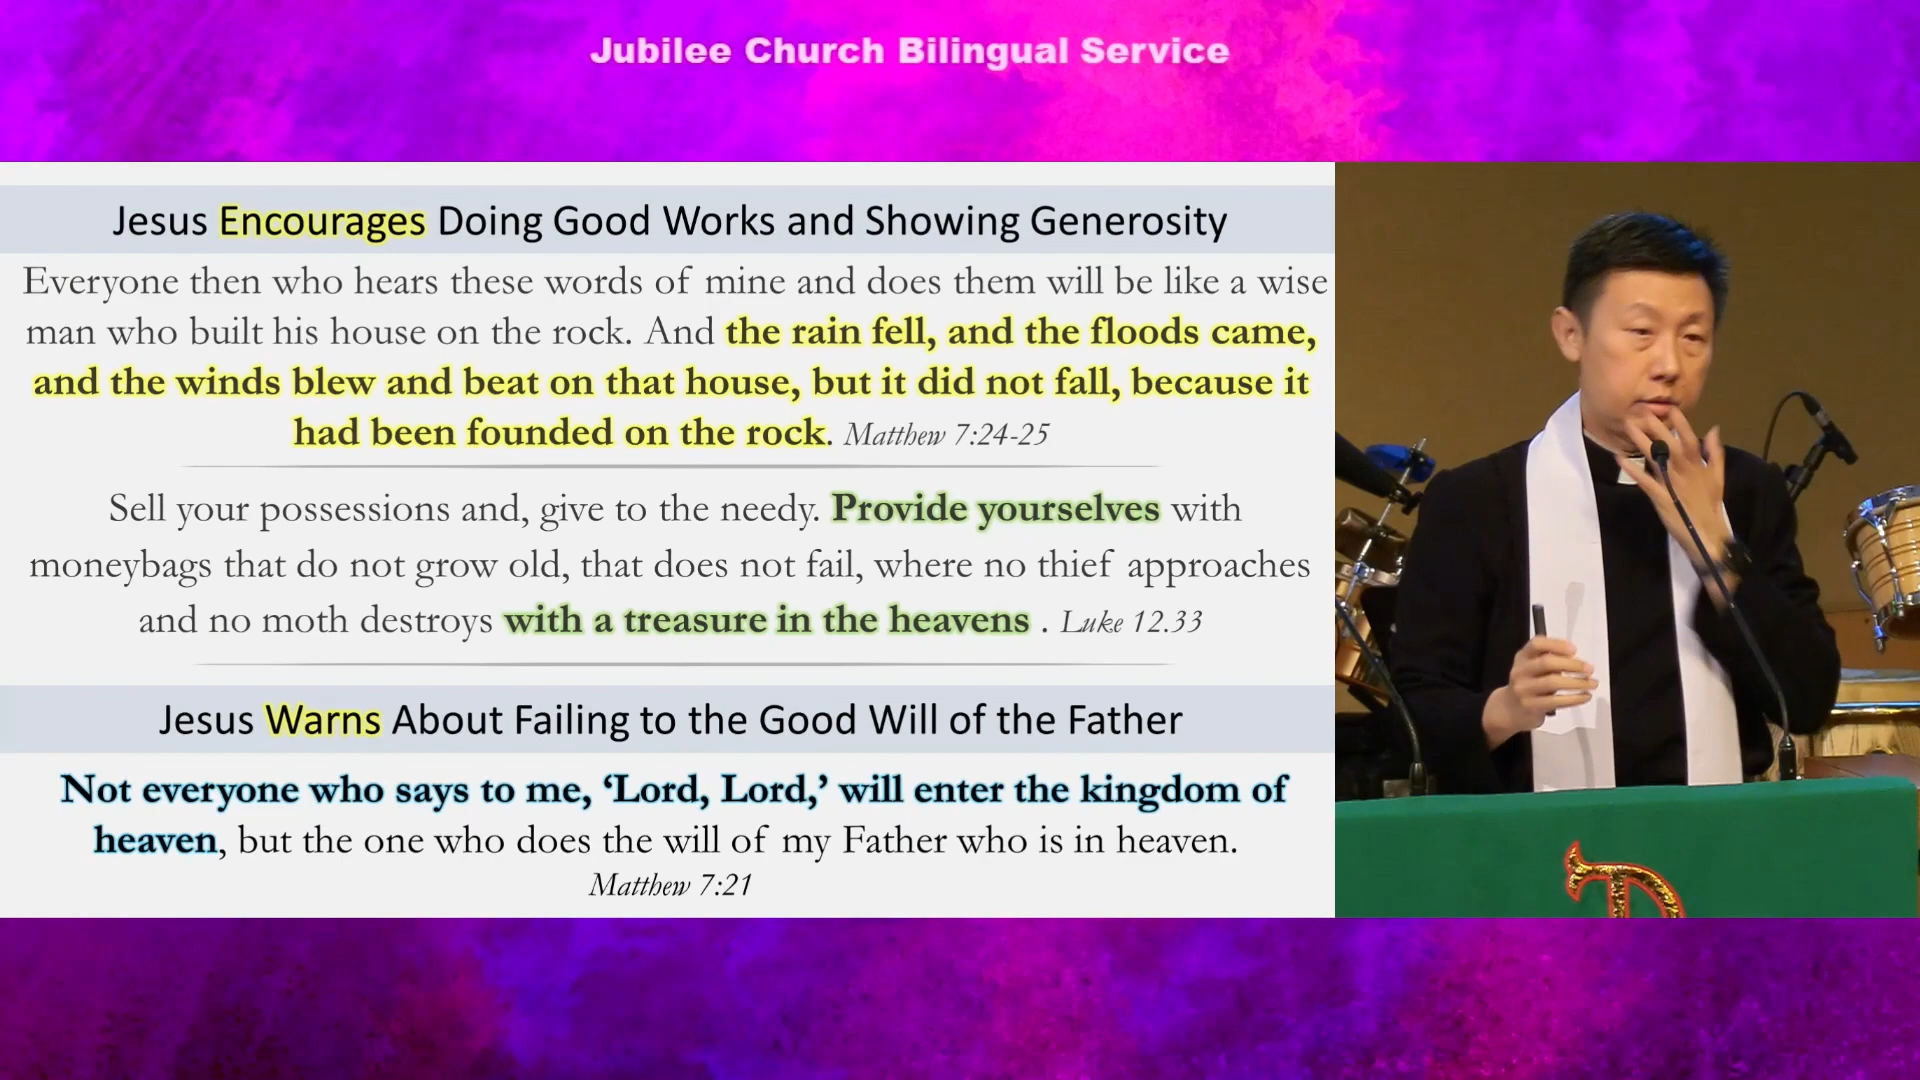 Jubilee Church Bilingual Service
Jesus Encourages Doing Good Works and Showing Generosity
Everyone then who hears these words of mine and does them will be like a wise
man who built his house on the rock. And the rain fell, and the floods came,
and the winds blew and beat on that house, but it did not fall, because it
had been founded on the rock. Matthew 7:24-25
Sell your possessions and, give to the needy. Provide yourselves with
moneybags that do not grow old, that does not fail, where no thief approaches
and no moth destroys with a treasure in the heavens . Luke 12.33
Jesus Warns About Failing to the Good Will of the Father
Not everyone who says to me, ‘Lord, Lord,’ will enter the kingdom of
heaven, but the one who does the will of my Father who is in heaven.
Matthew 7:21